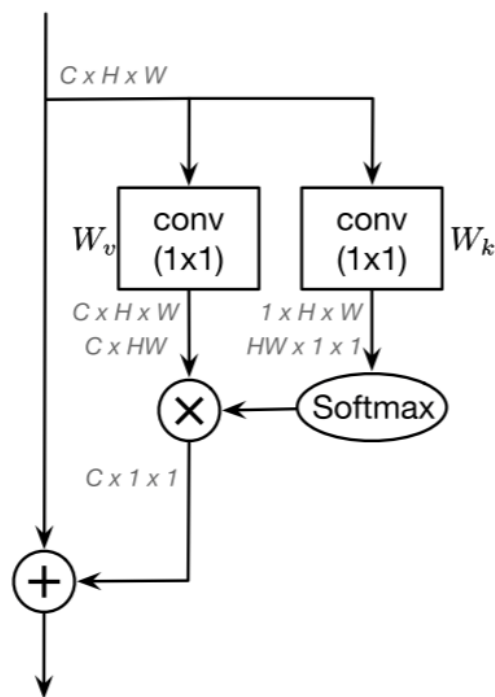 C x H x W
conv
(1x1)
W_v
conv
(1x1)
W_k
C x H x W
C x HW
1 x H x W
HW x 1 x 1
×
Softmax
C x 1 x 1
+